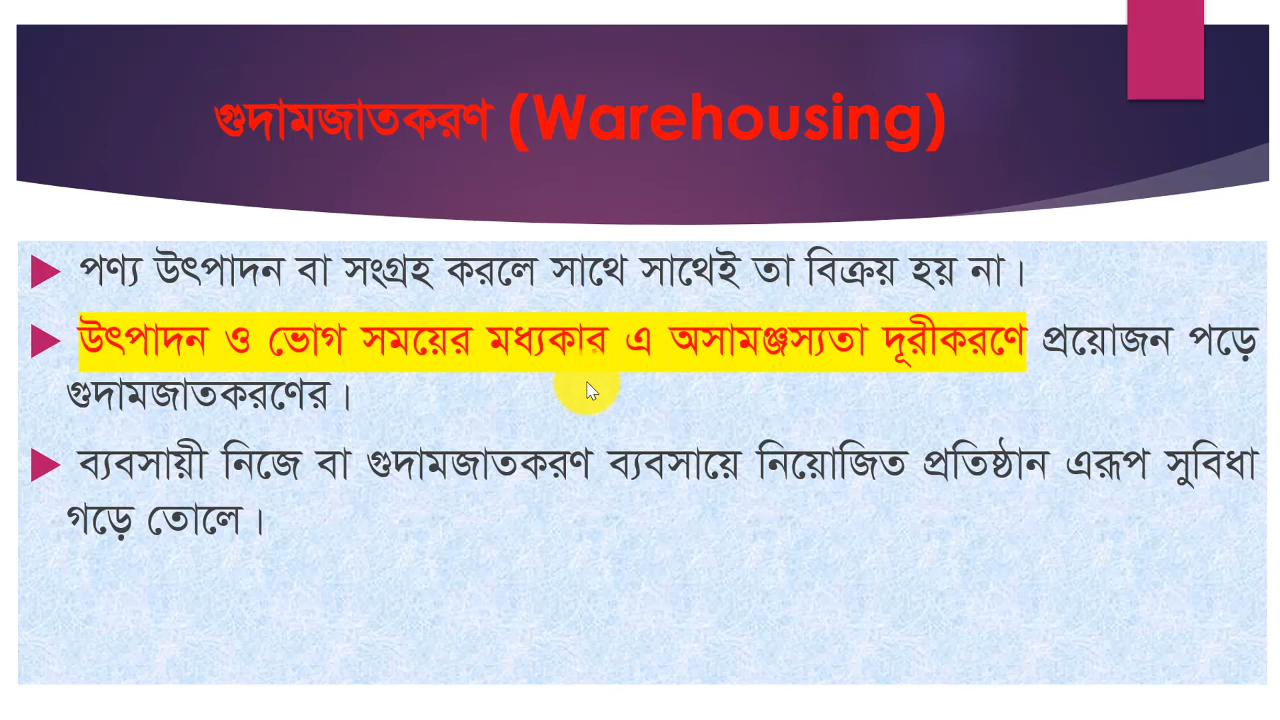 গুদামজাতকরণ (Warehousing)
পণ্য উৎপাদন বা সংগ্রহ করলে সাথে সাথেই তা বিক্রয় হয় না।
উৎপাদন ও ভোগ সময়ের মধ্যকার এ অসামঞ্জস্যতা দূরীকরণে প্রয়োজন পড়ে
গুদামজাতকরণের।
ব্যবসায়ী নিজে বা গুদামজাতকরণ ব্যবসায়ে নিয়োজিত প্রতিষ্ঠান এরূপ সুবিধা
গড়ে তোলে।